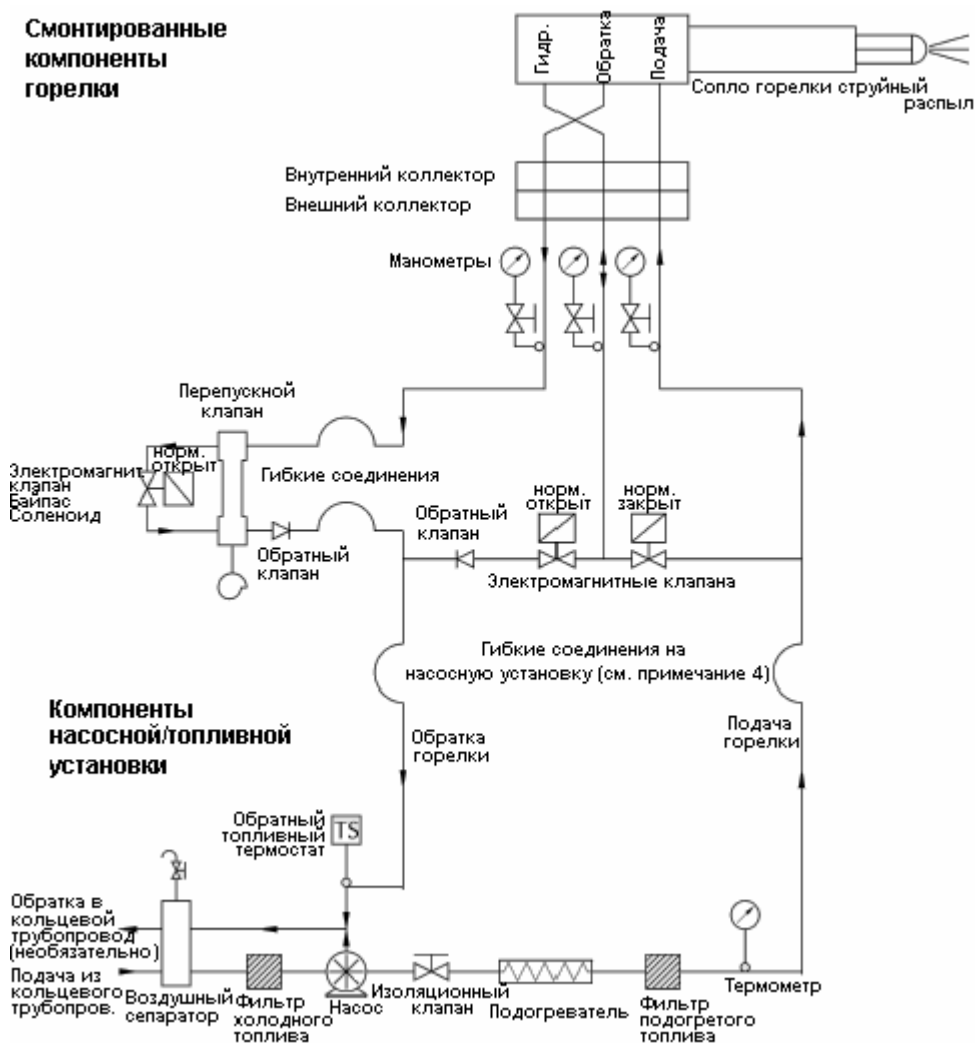 Смонтированные
компоненты
горелки
Гидр.
Обратка
Подача
Сопло горелки струйный
распыл
Внутренний коллектор
Внешний коллектор
Манометры
Перепускной
клапан
норм.
открыт
Электромагнит
клапан
Байпас
Соленоид
Гибкие соединения
Обратный
клапан
Обратный
клапан
норм.
открыт
норм.
закрыт
Электромагнитные клапана
Гибкие соединения на
насосную установку (см. примечание 4)
Компоненты
насосной/топливной
установки
Обратка
горелки
Подача
горелки
Обратный
топливный
термостат
TS
Обратка в
кольцевой
трубопровод
(необязательно)
Подача из
кольцевого
трубопров.
Воздушный
сепаратор
Фильтр
холодного
топлива
Насос
Изоляционный
клапан
Подогреватель
Фильтр
подогретого
топлива
Термометр